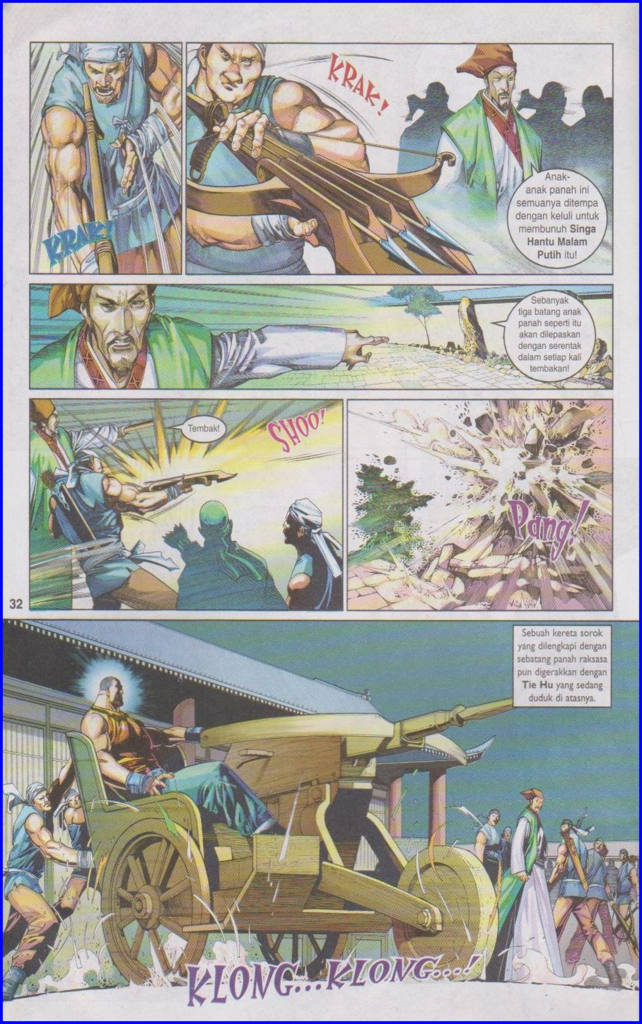 KRAK!
KRAK!
Anak-
anak panah ini
semuanya ditempa
dengan keluli untuk
membunuh Singa
Hantu Malam
Putih itu!
Sebanyak
tiga batang anak
panah seperti itu
akan dilepaskan
dengan serentak
dalam setiap kali
tembakan!
Tembak!
SHOO!
Pang!
32
Sebuah kereta sorok
yang dilengkapi dengan
sebatang panah raksasa
pun digerakkan dengan
Tie Hu yang sedang
duduk di atasnya.
KLONG...KLONG...!